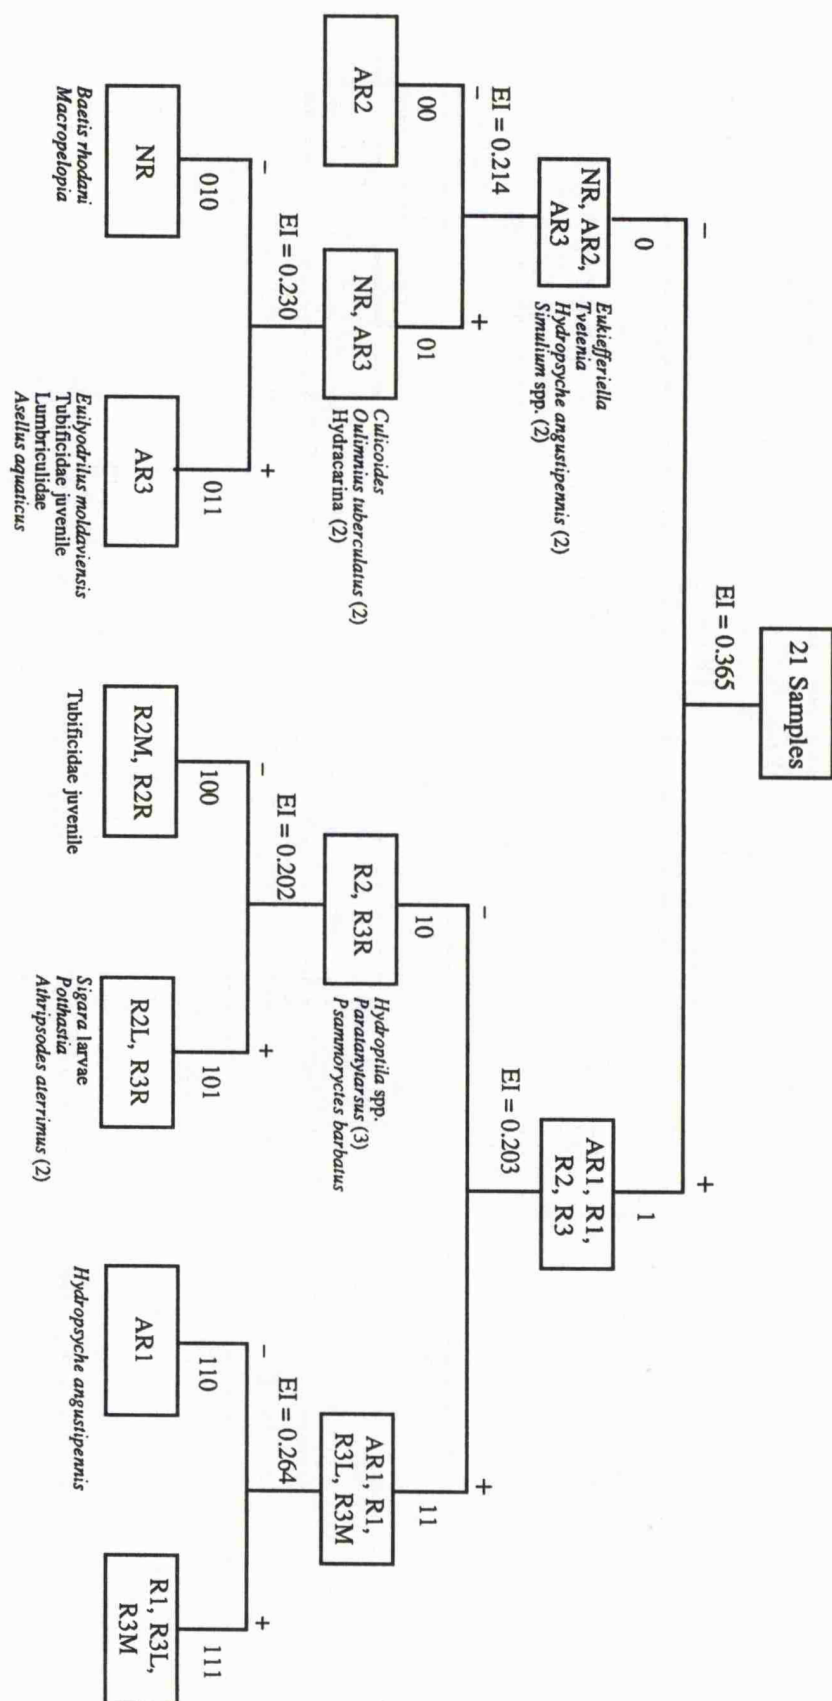 21 Samples
EI = 0.365
–
+
0
1
NR, AR2,
AR3
Eukiefferiella
Tvetenia
Hydropsyche angustipennis (2)
Simulium spp. (2)
AR1, R1,
R2, R3
EI = 0.214
–
+
00
01
EI = 0.203
–
+
10
11
AR2
NR, AR3
Culicoides
Oulimnius tuberculatus (2)
Hydracarina (2)
R2, R3R
Hydroptila spp.
Paratanytarsus (3)
Psammoryctes barbatus
AR1, R1,
R3L, R3M
EI = 0.230
–
+
010
011
EI = 0.202
–
+
100
101
EI = 0.264
–
+
110
111
NR
Baetis rhodani
Macropelopia
AR3
Euilyodrilus moldaviensis
Tubificidae juvenile
Lumbriculidae
Asellus aquaticus
R2M, R2R
Tubificidae juvenile
R2L, R3R
Sigara larvae
Potthastia
Athripsodes aterrimus (2)
AR1
Hydropsyche angustipennis
R1, R3L,
R3M